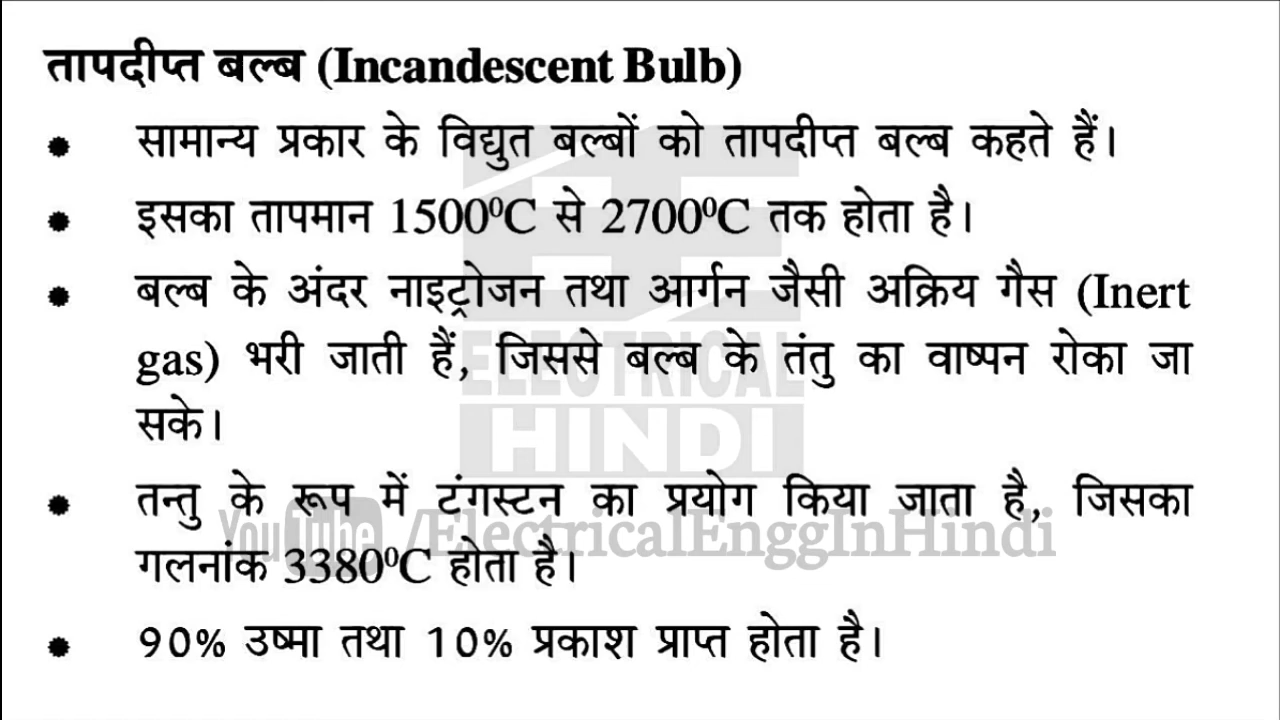 तापदीप्त बल्ब (Incandescent Bulb)
सामान्य प्रकार के विद्युत बल्बों को तापदीप्त बल्ब कहते हैं।
इसका तापमान 1500⁰C से 2700⁰C तक होता है।
बल्ब के अंदर नाइट्रोजन तथा आर्गन जैसी अक्रिय गैस (Inert
gas) भरी जाती हैं, जिससे बल्ब के तंतु का वाष्पन रोका जा
सके।
तन्तु के रूप में टंगस्टन का प्रयोग किया जाता है, जिसका
गलनांक 3380⁰C होता है।
90% उष्मा तथा 10% प्रकाश प्राप्त होता है।
ELECTRICAL
HINDI
YouTube/ElectricalEnggInHindi